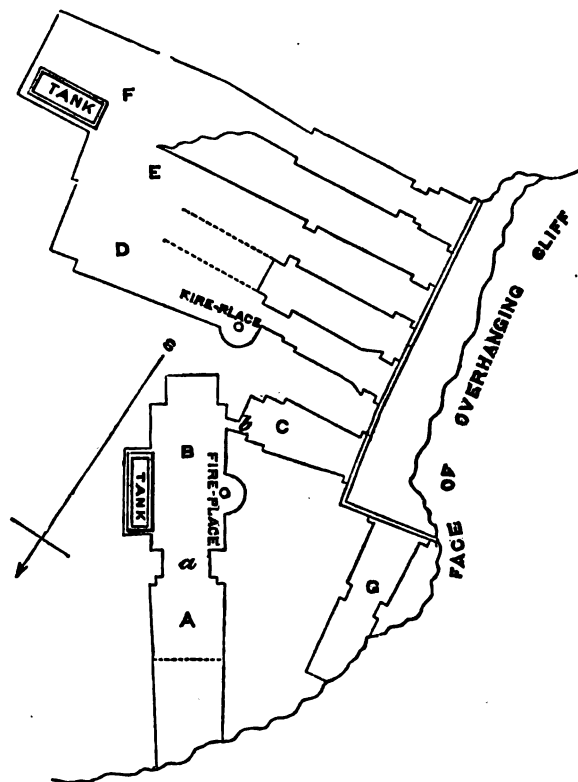 TANK
F
E
D
FIRE-PLACE
S
FACE OF OVERHANGING CLIFF
b
C
B
TANK
FIRE-PLACE
a
A
G